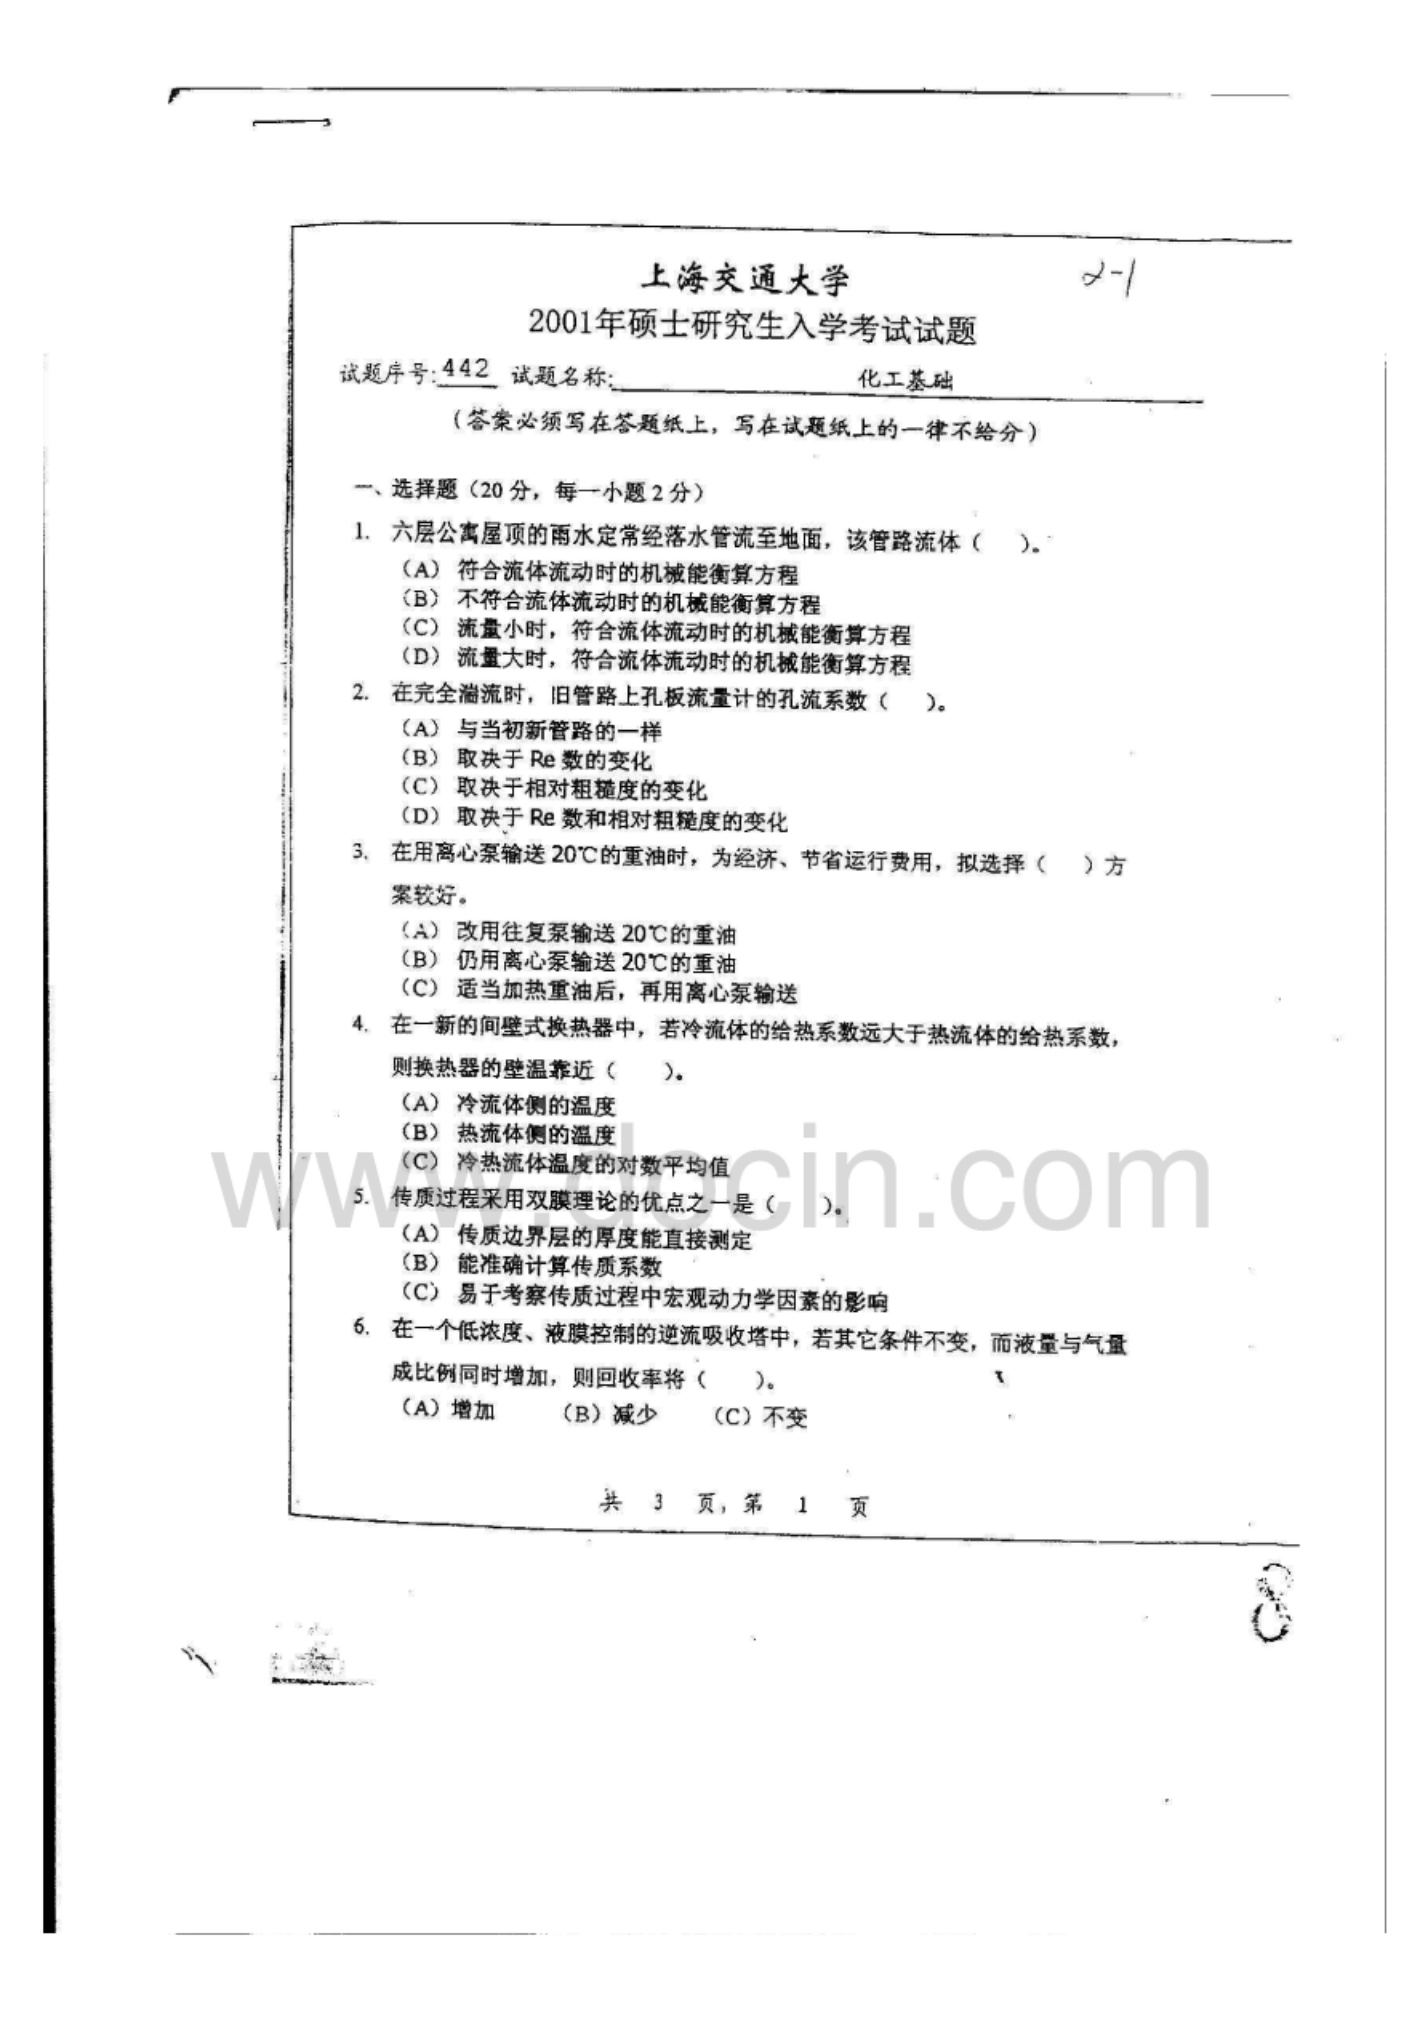 上海交通大学
2-1
2001年硕士研究生入学考试试题
试题序号:442 试题名称: 化工基础
(答案必须写在答题纸上,写在试题纸上的一律不给分)
一、选择题(20分,每一小题2分)
1. 六层公寓屋顶的雨水定常经落水管流至地面,该管路流体( )。
(A) 符合流体流动时的机械能衡算方程
(B) 不符合流体流动时的机械能衡算方程
(C) 流量小时,符合流体流动时的机械能衡算方程
(D) 流量大时,符合流体流动时的机械能衡算方程
2. 在完全湍流时,旧管路上孔板流量计的孔流系数( )。
(A) 与当初新管路的一样
(B) 取决于 Re 数的变化
(C) 取决于相对粗糙度的变化
(D) 取决于 Re 数和相对粗糙度的变化
3. 在用离心泵输送20℃的重油时,为经济、节省运行费用,拟选择( )方
案较好。
(A) 改用往复泵输送20℃的重油
(B) 仍用离心泵输送20℃的重油
(C) 适当加热重油后,再用离心泵输送
4. 在一新的间壁式换热器中,若冷流体的给热系数远大于热流体的给热系数,
则换热器的壁温靠近( )。
(A) 冷流体侧的温度
(B) 热流体侧的温度
(C) 冷热流体温度的对数平均值
www.docin.com
5. 传质过程采用双膜理论的优点之一是( )。
(A) 传质边界层的厚度能直接测定
(B) 能准确计算传质系数
(C) 易于考察传质过程中宏观动力学因素的影响
6. 在一个低浓度、液膜控制的逆流吸收塔中,若其它条件不变,而液量与气量
成比例同时增加,则回收率将( )。
(A)增加 (B)减少 (C)不变
共 3 页,第 1 页
8